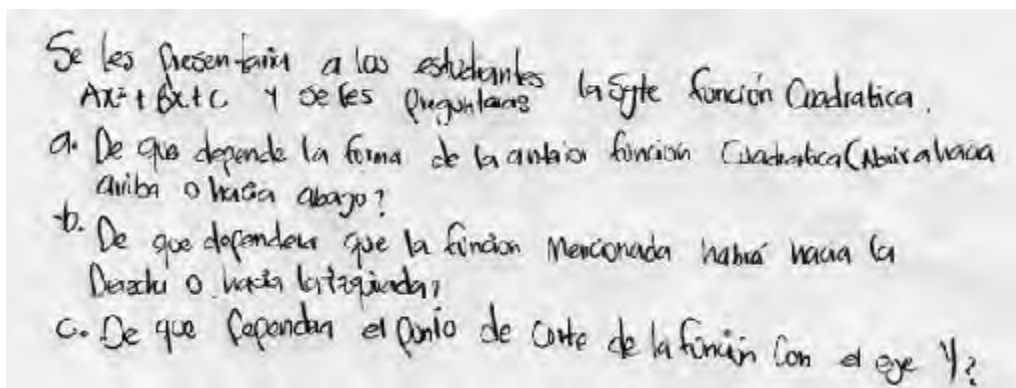 Se les Presentaria a los estudiantes la Sgte función Cuadratica.
Ax²+Bx+c y se les Preguntara
a. De que depende la forma de la anterior función Cuadratica (Abrira hacia
arriba o hacia abajo?
b. De que dependera que la función Mencionada habrá hacia la
Derecha o hacia la Izquierda?
c. De que Dependera el punto de corte de la función Con el eje Y?